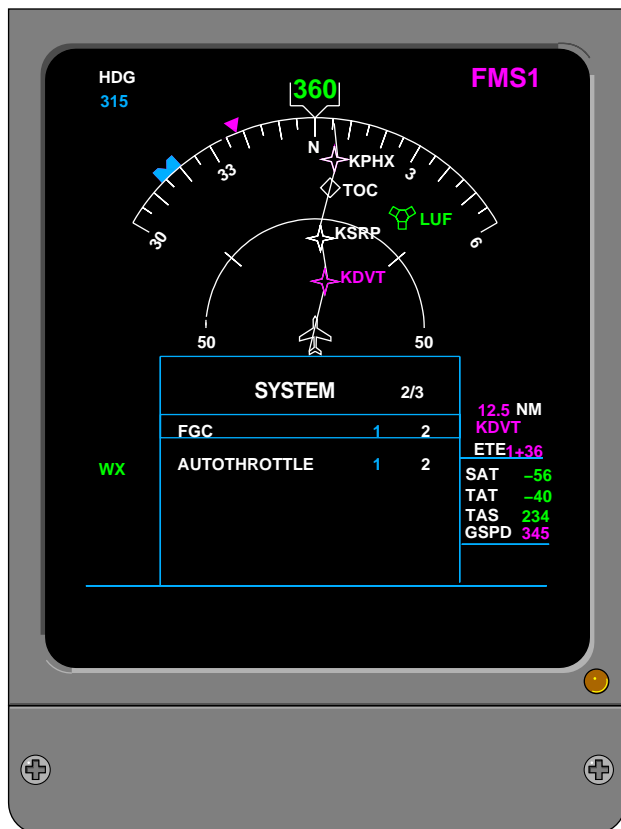 HDG
315
FMS1
360
N
33
3
30
6
KPHX
TOC
LUF
KSRP
KDVT
50
50
SYSTEM 2/3
FGC 1 2
AUTOTHROTTLE 1 2
WX
12.5 NM
KDVT
ETE 1+36
SAT −56
TAT −40
TAS 234
GSPD 345